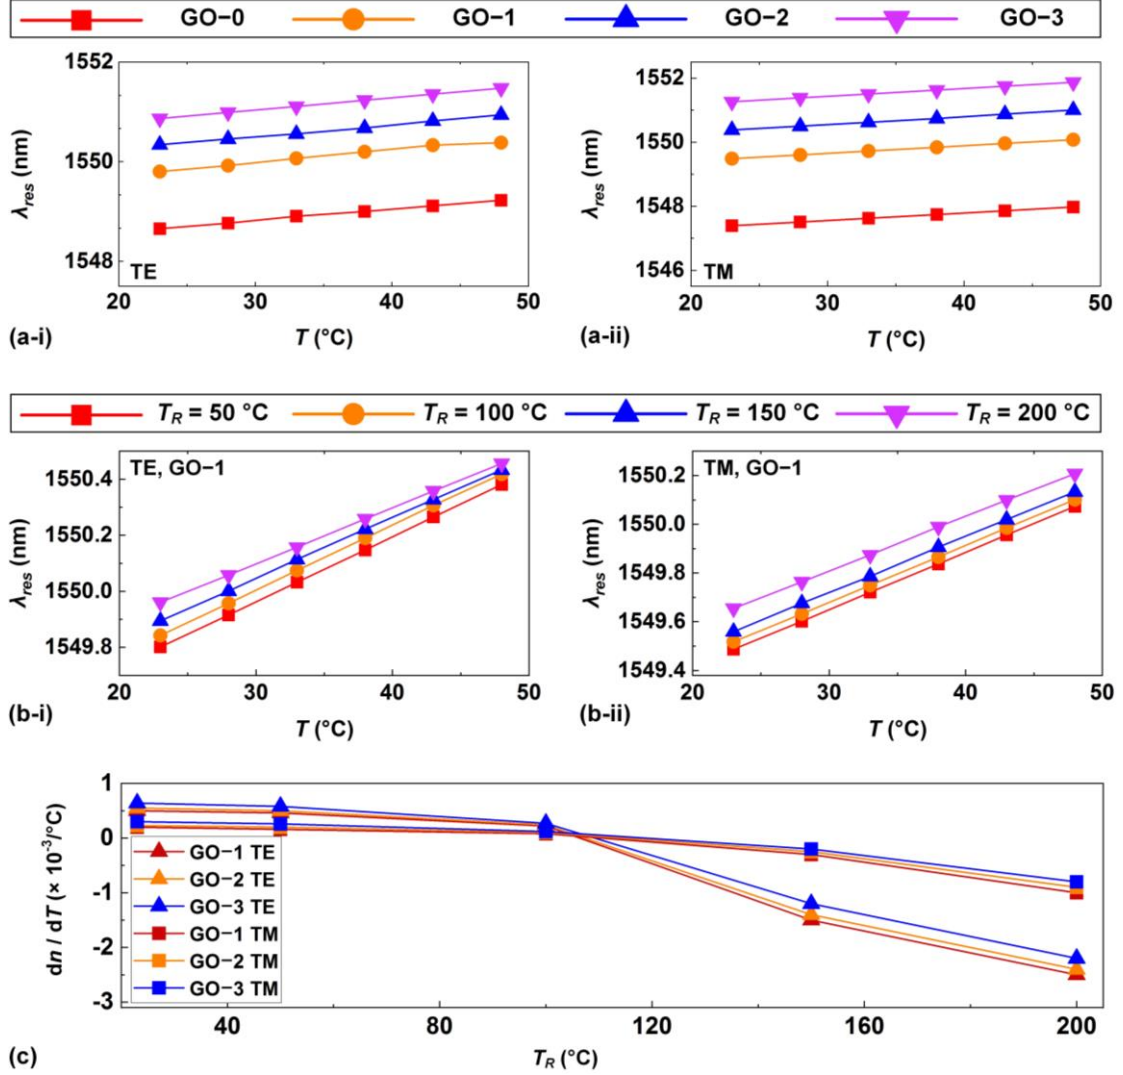 GO−0 GO−1 GO−2 GO−3
1552
1550
1548
λres (nm)
TE
20 30 40 50
T (°C)
(a-i)
1552
1550
1548
1546
λres (nm)
TM
20 30 40 50
T (°C)
(a-ii)
TR = 50 °C TR = 100 °C TR = 150 °C TR = 200 °C
TE, GO−1
1550.4
1550.2
1550.0
1549.8
λres (nm)
20 30 40 50
T (°C)
(b-i)
TM, GO−1
1550.2
1550.0
1549.8
1549.6
1549.4
λres (nm)
20 30 40 50
T (°C)
(b-ii)
1
0
-1
-2
-3
dn / dT (× 10⁻³/°C)
GO−1 TE
GO−2 TE
GO−3 TE
GO−1 TM
GO−2 TM
GO−3 TM
40 80 120 160 200
TR (°C)
(c)